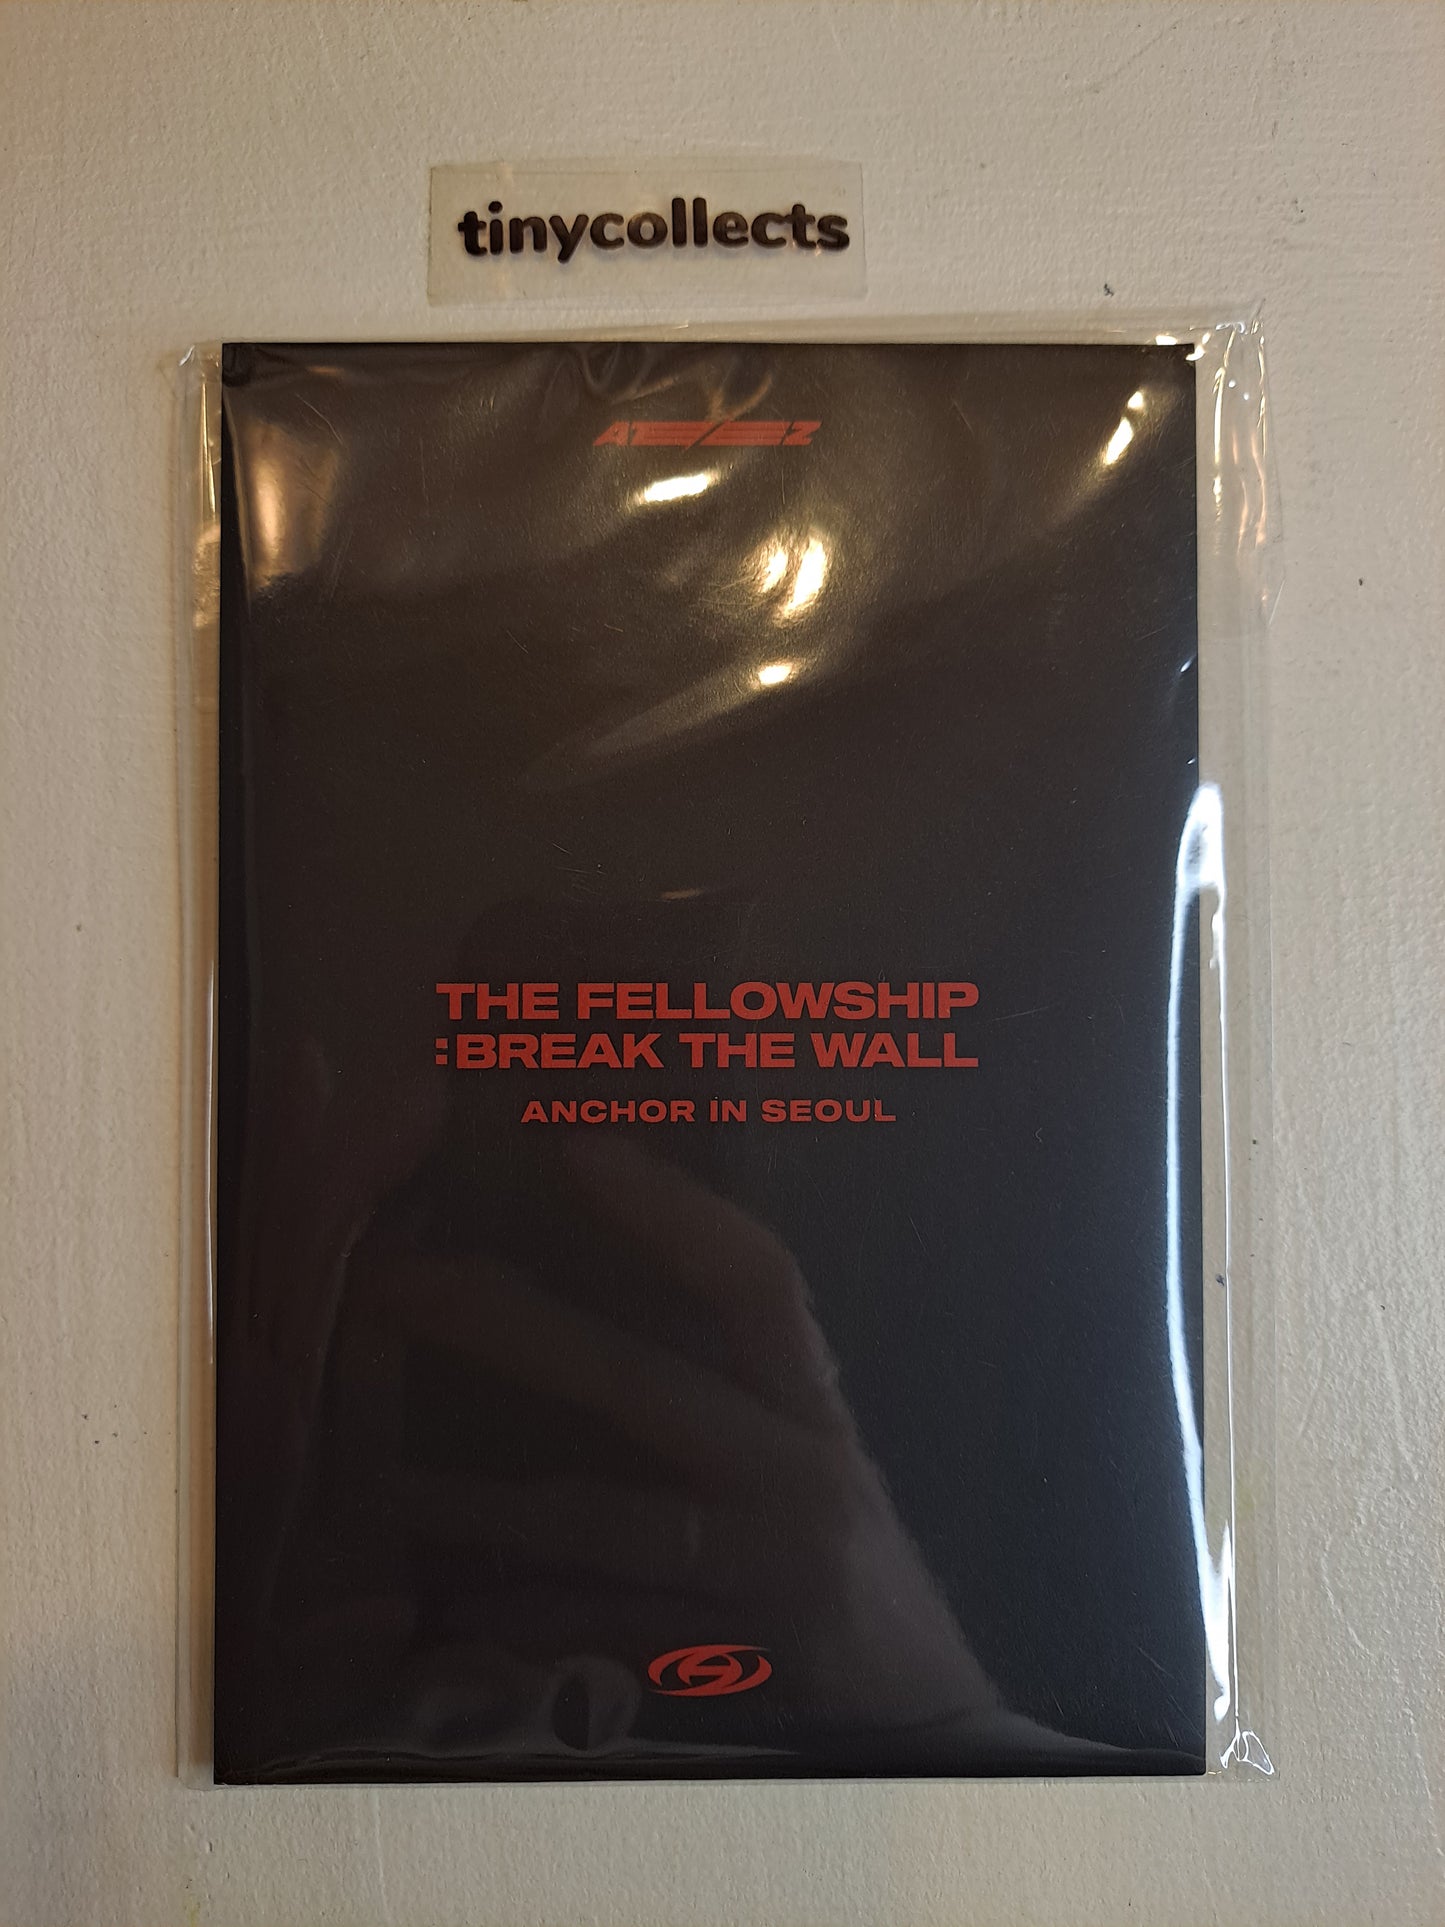 tinycollects
ATEEZ
THE FELLOWSHIP
:BREAK THE WALL
ANCHOR IN SEOUL